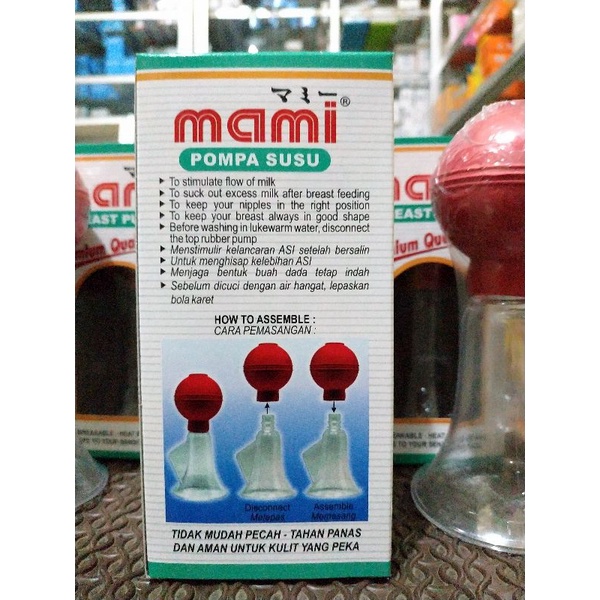 マミー
mami®
POMPA SUSU
➤ To stimulate flow of milk
➤ To suck out excess milk after breast feeding
➤ To keep your nipples in the right position
➤ To keep your breast always in good shape
➤ Before washing in lukewarm water, disconnect
the top rubber pump
➤ Menstimulir kelancaran ASI setelah bersalin
➤ Untuk menghisap kelebihan ASI
➤ Menjaga bentuk buah dada tetap indah
➤ Sebelum dicuci dengan air hangat, lepaskan
bola karet
HOW TO ASSEMBLE :
CARA PEMASANGAN :
Disconnect Assemble
Melepas Memasang
TIDAK MUDAH PECAH - TAHAN PANAS
DAN AMAN UNTUK KULIT YANG PEKA